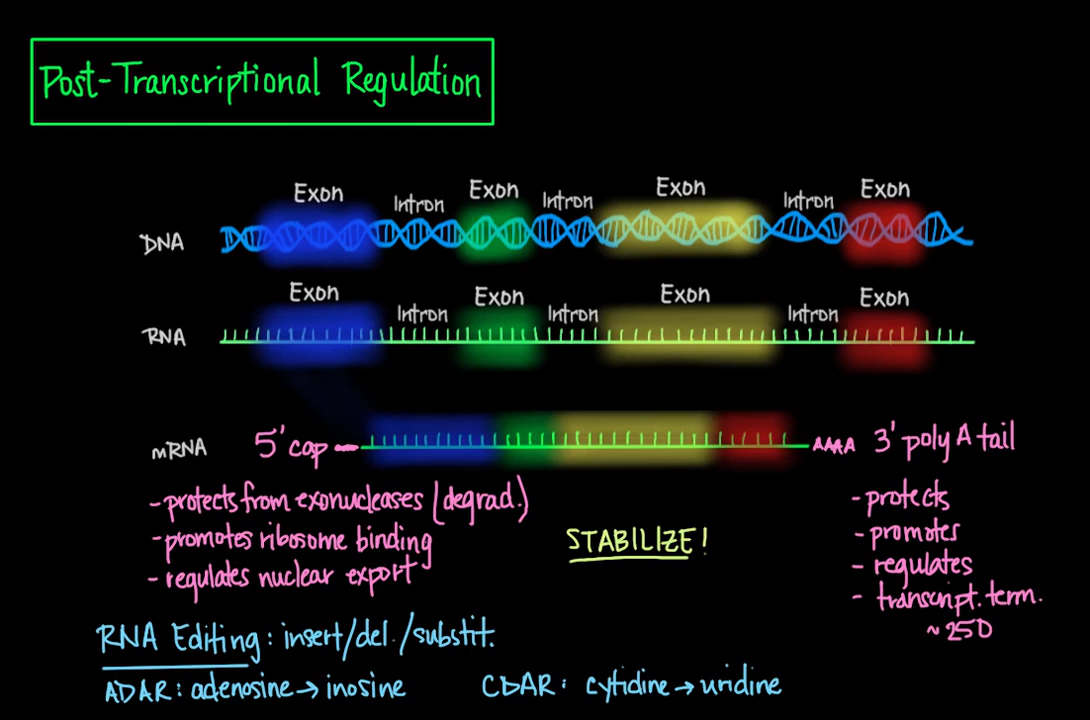 Post-Transcriptional Regulation
Exon Intron Exon Intron Exon Intron Exon
DNA
Exon Intron Exon Intron Exon Intron Exon
RNA
mRNA 5' cap AAAA 3' poly A tail
- protects from exonucleases (degrad.)
- promotes ribosome binding
- regulates nuclear export
STABILIZE!
- protects
- promotes
- regulates
- transcript. term.
~250
RNA Editing: insert/del./substit.
ADAR: adenosine → inosine CDAR: cytidine → uridine